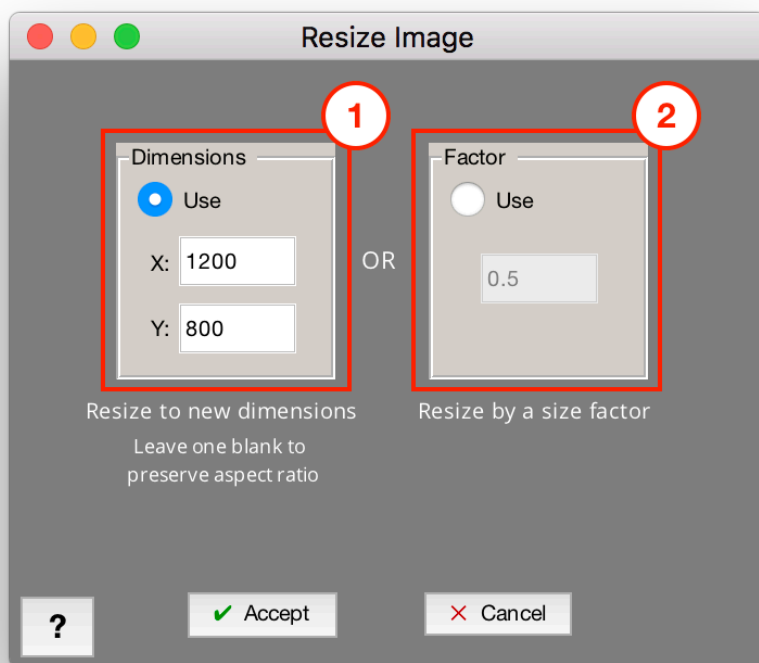 Resize Image
1
2
Dimensions
Use
X: 1200
Y: 800
OR
Factor
Use
0.5
Resize to new dimensions
Leave one blank to
preserve aspect ratio
Resize by a size factor
?
✔ Accept
✕ Cancel